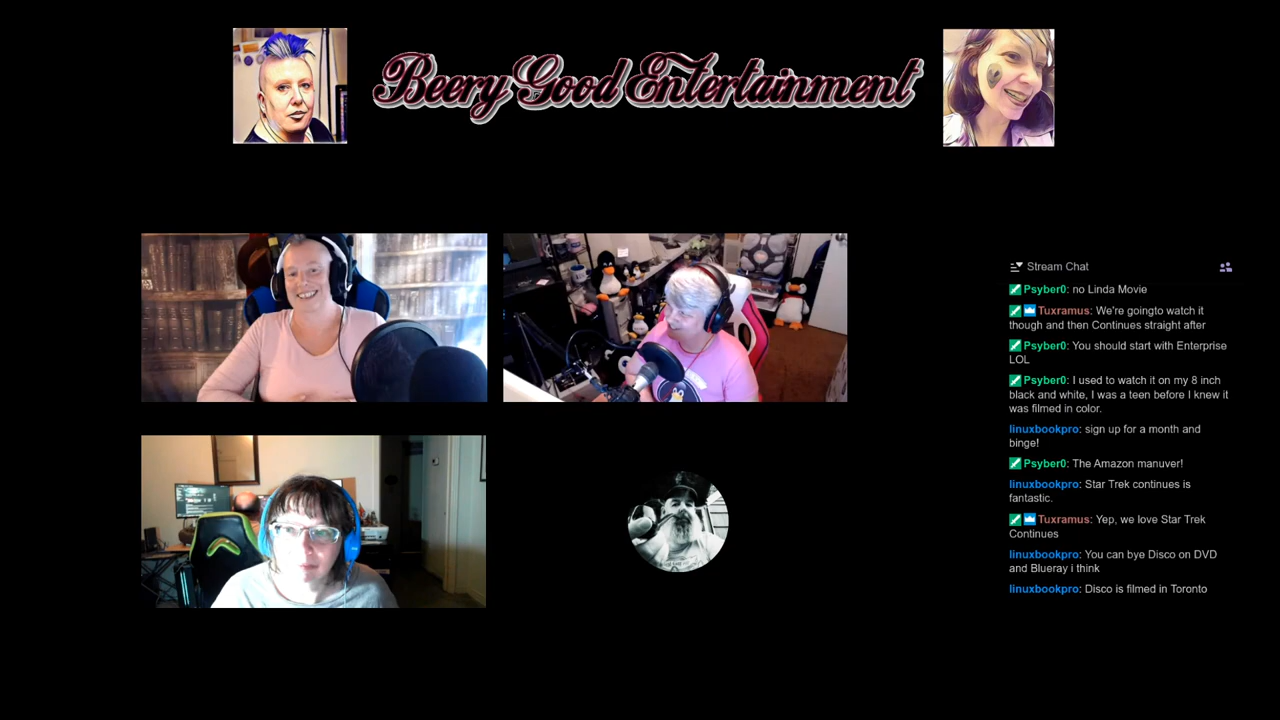 Beery Good Entertainment
Stream Chat
Psyber0: no Linda Movie
Tuxramus: We're goingto watch it
though and then Continues straight after
Psyber0: You should start with Enterprise
LOL
Psyber0: I used to watch it on my 8 inch
black and white, I was a teen before I knew it
was filmed in color.
linuxbookpro: sign up for a month and
binge!
Psyber0: The Amazon manuver!
linuxbookpro: Star Trek continues is
fantastic.
Tuxramus: Yep, we love Star Trek
Continues
linuxbookpro: You can bye Disco on DVD
and Blueray i think
linuxbookpro: Disco is filmed in Toronto